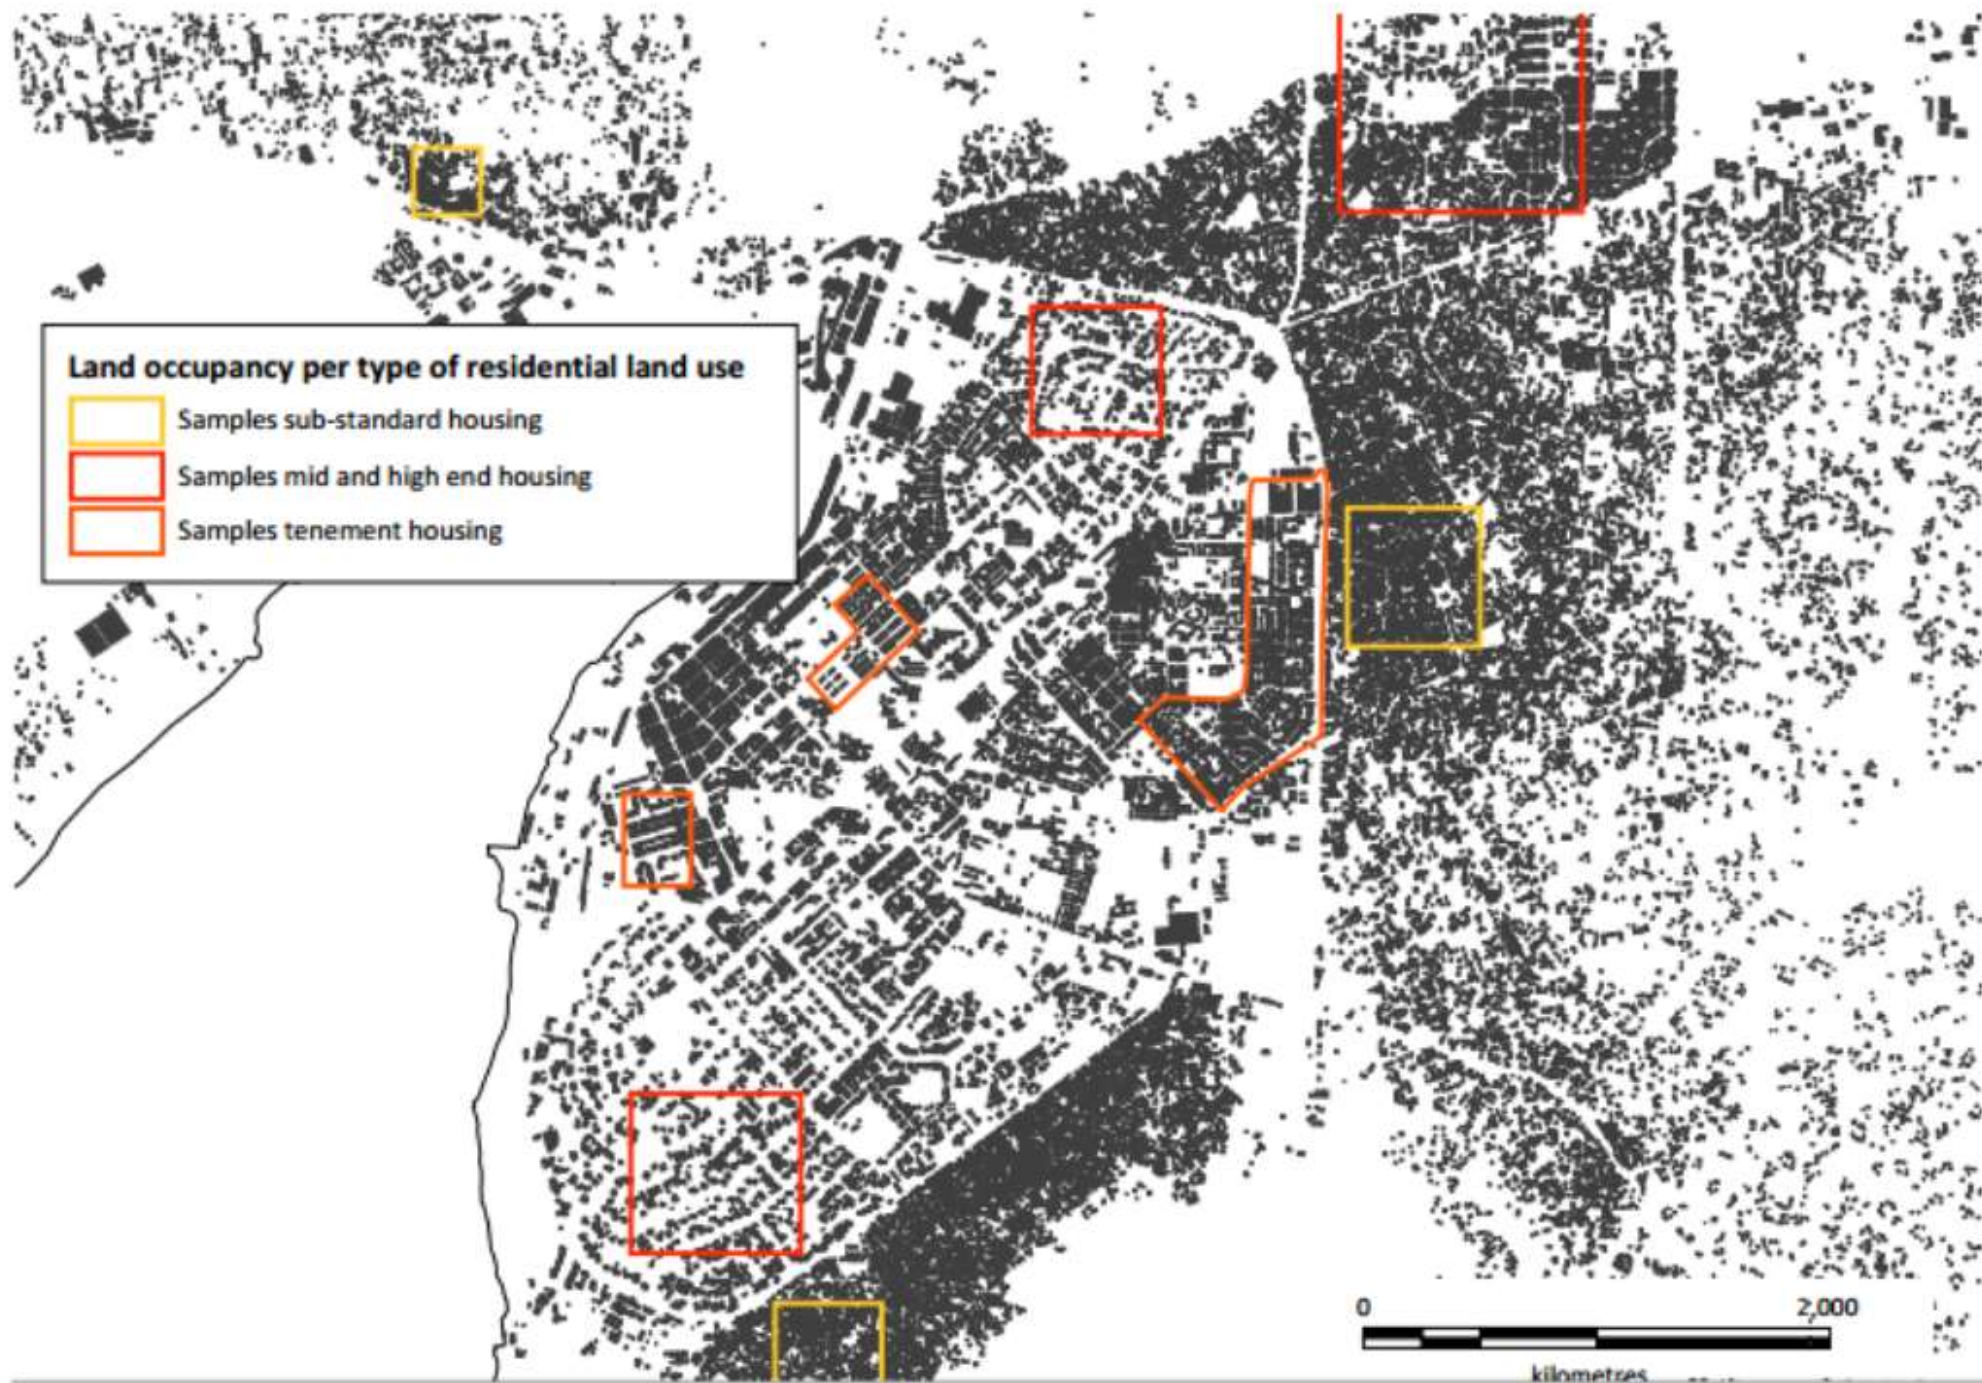 Land occupancy per type of residential land use
Samples sub-standard housing
Samples mid and high end housing
Samples tenement housing
0 2,000
kilometres